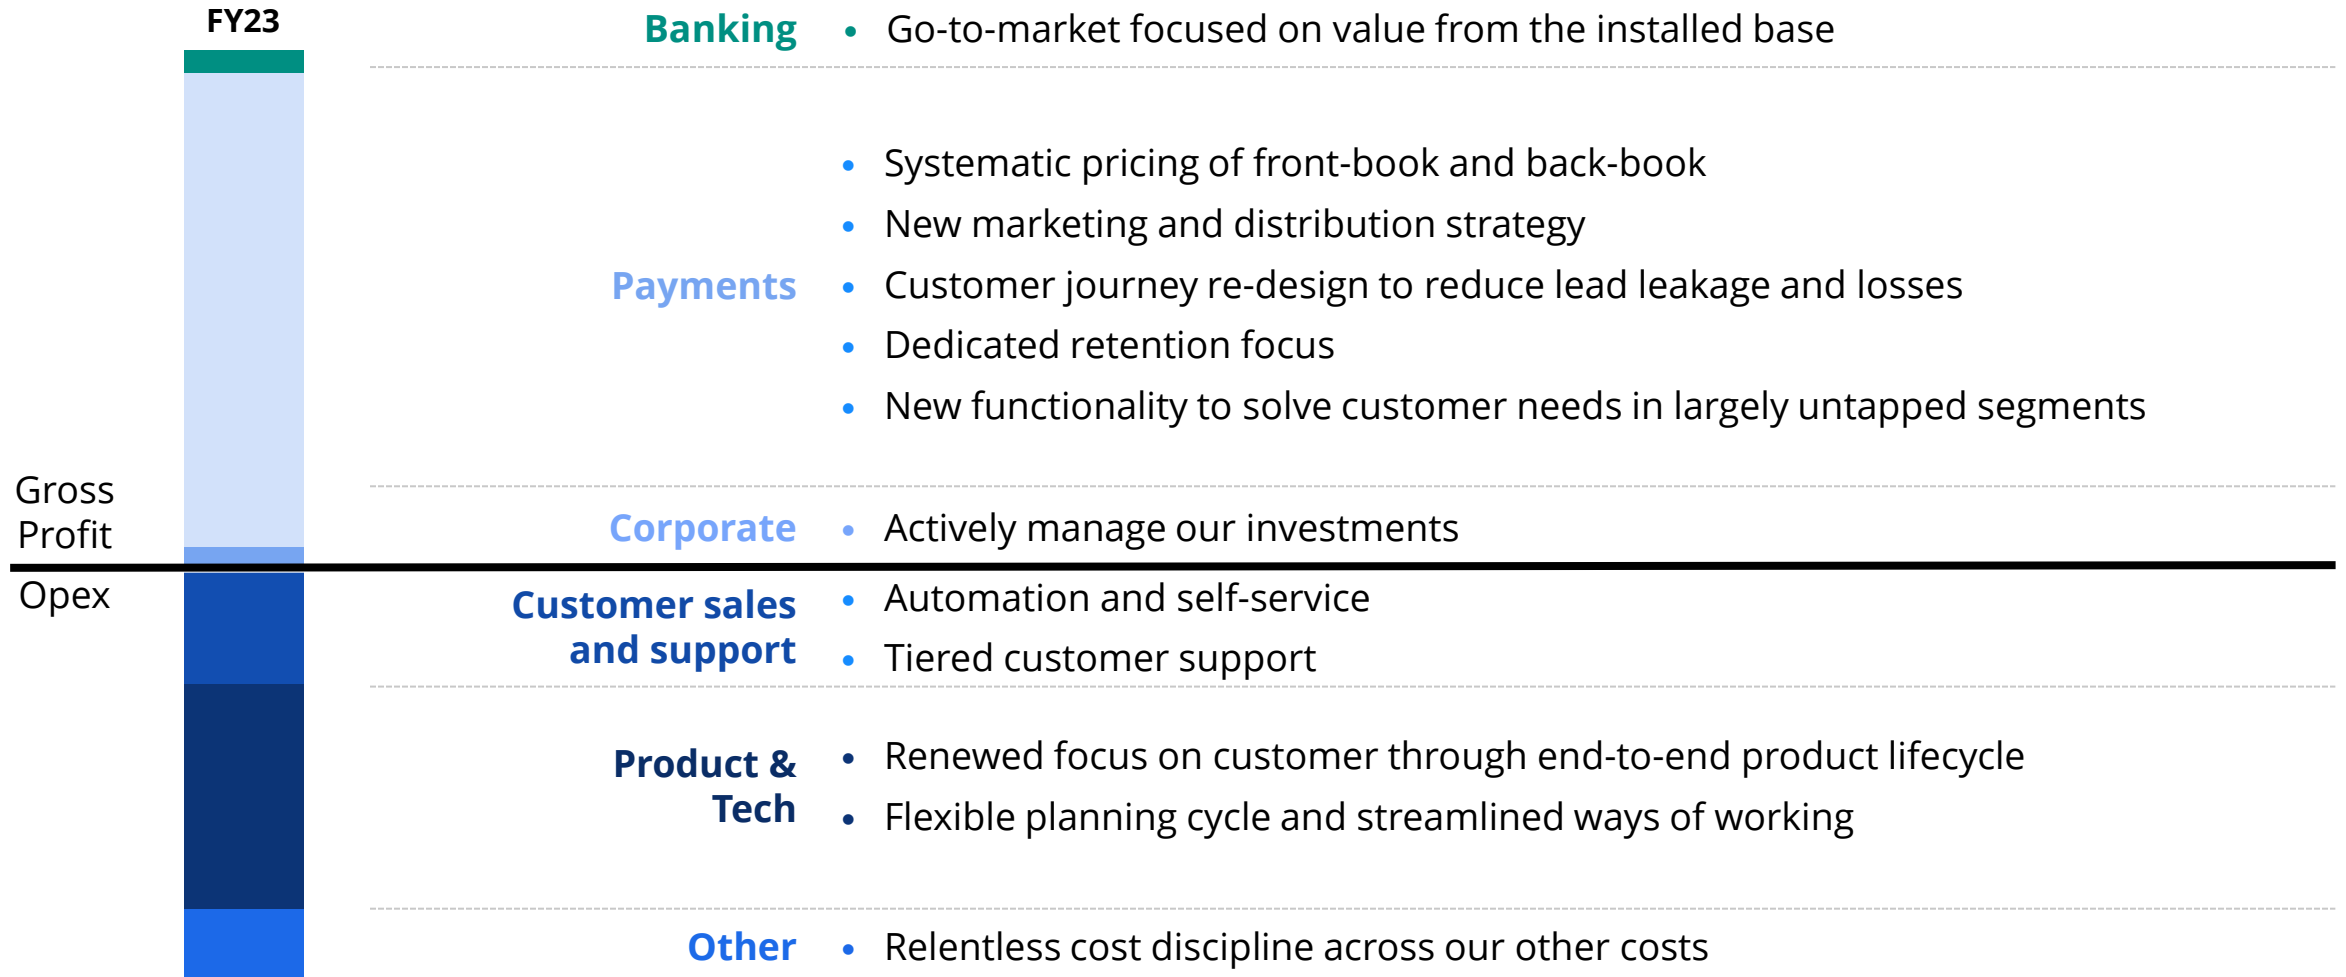 FY23
Banking
• Go-to-market focused on value from the installed base
Payments
• Systematic pricing of front-book and back-book
• New marketing and distribution strategy
• Customer journey re-design to reduce lead leakage and losses
• Dedicated retention focus
• New functionality to solve customer needs in largely untapped segments
Gross
Profit
Corporate
• Actively manage our investments
Opex
Customer sales
and support
• Automation and self-service
• Tiered customer support
Product &
Tech
• Renewed focus on customer through end-to-end product lifecycle
• Flexible planning cycle and streamlined ways of working
Other
• Relentless cost discipline across our other costs